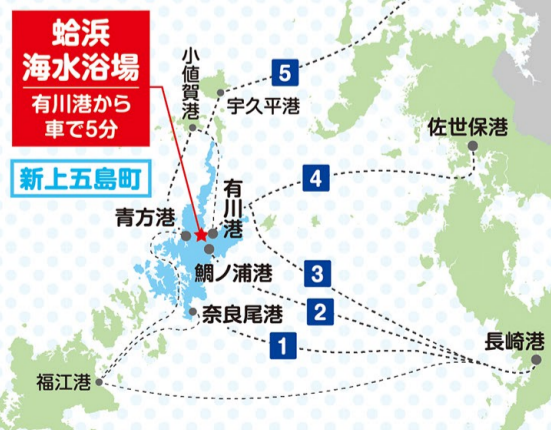 蛤浜
海水浴場
有川港から
車で5分
小値賀港
5
宇久平港
佐世保港
新上五島町
4
有川港
青方港
鯛ノ浦港
3
奈良尾港
2
1
長崎港
福江港